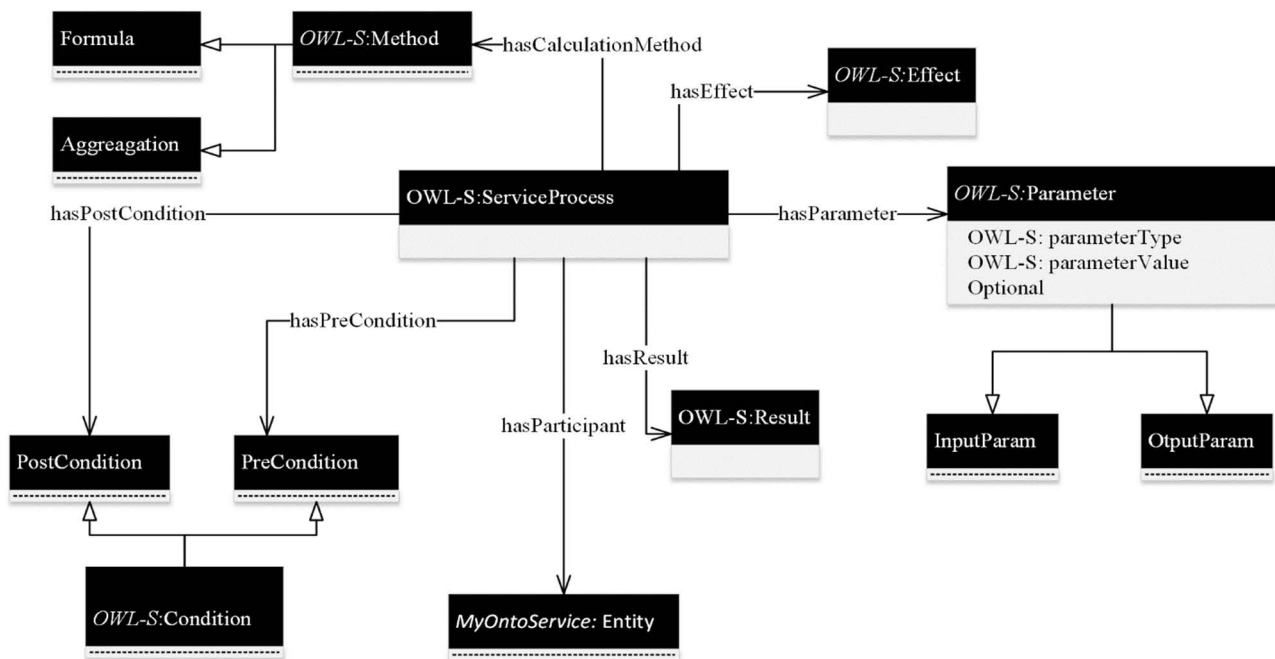 Formula
OWL-S:Method
hasCalculationMethod
hasEffect
OWL-S:Effect
Aggreagation
OWL-S:ServiceProcess
OWL-S:Parameter
hasPostCondition
hasParameter
OWL-S: parameterType
OWL-S: parameterValue
Optional
hasPreCondition
hasResult
hasParticipant
OWL-S:Result
InputParam
OtputParam
PostCondition
PreCondition
OWL-S:Condition
MyOntoService: Entity